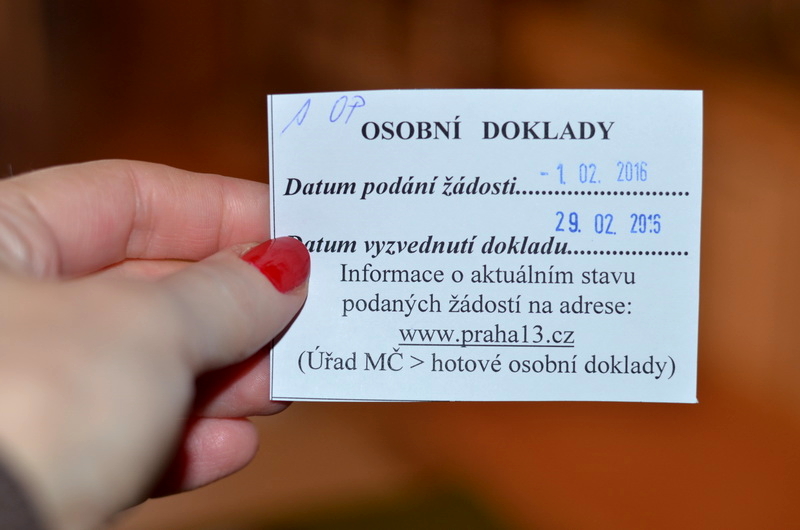 1 OP
OSOBNÍ DOKLADY
Datum podání žádosti.............................. - 1. 02. 2016
Datum vyzvednutí dokladu..................... 29. 02. 2016
Informace o aktuálním stavu
podaných žádostí na adrese:
www.praha13.cz
(Úřad MČ > hotové osobní doklady)